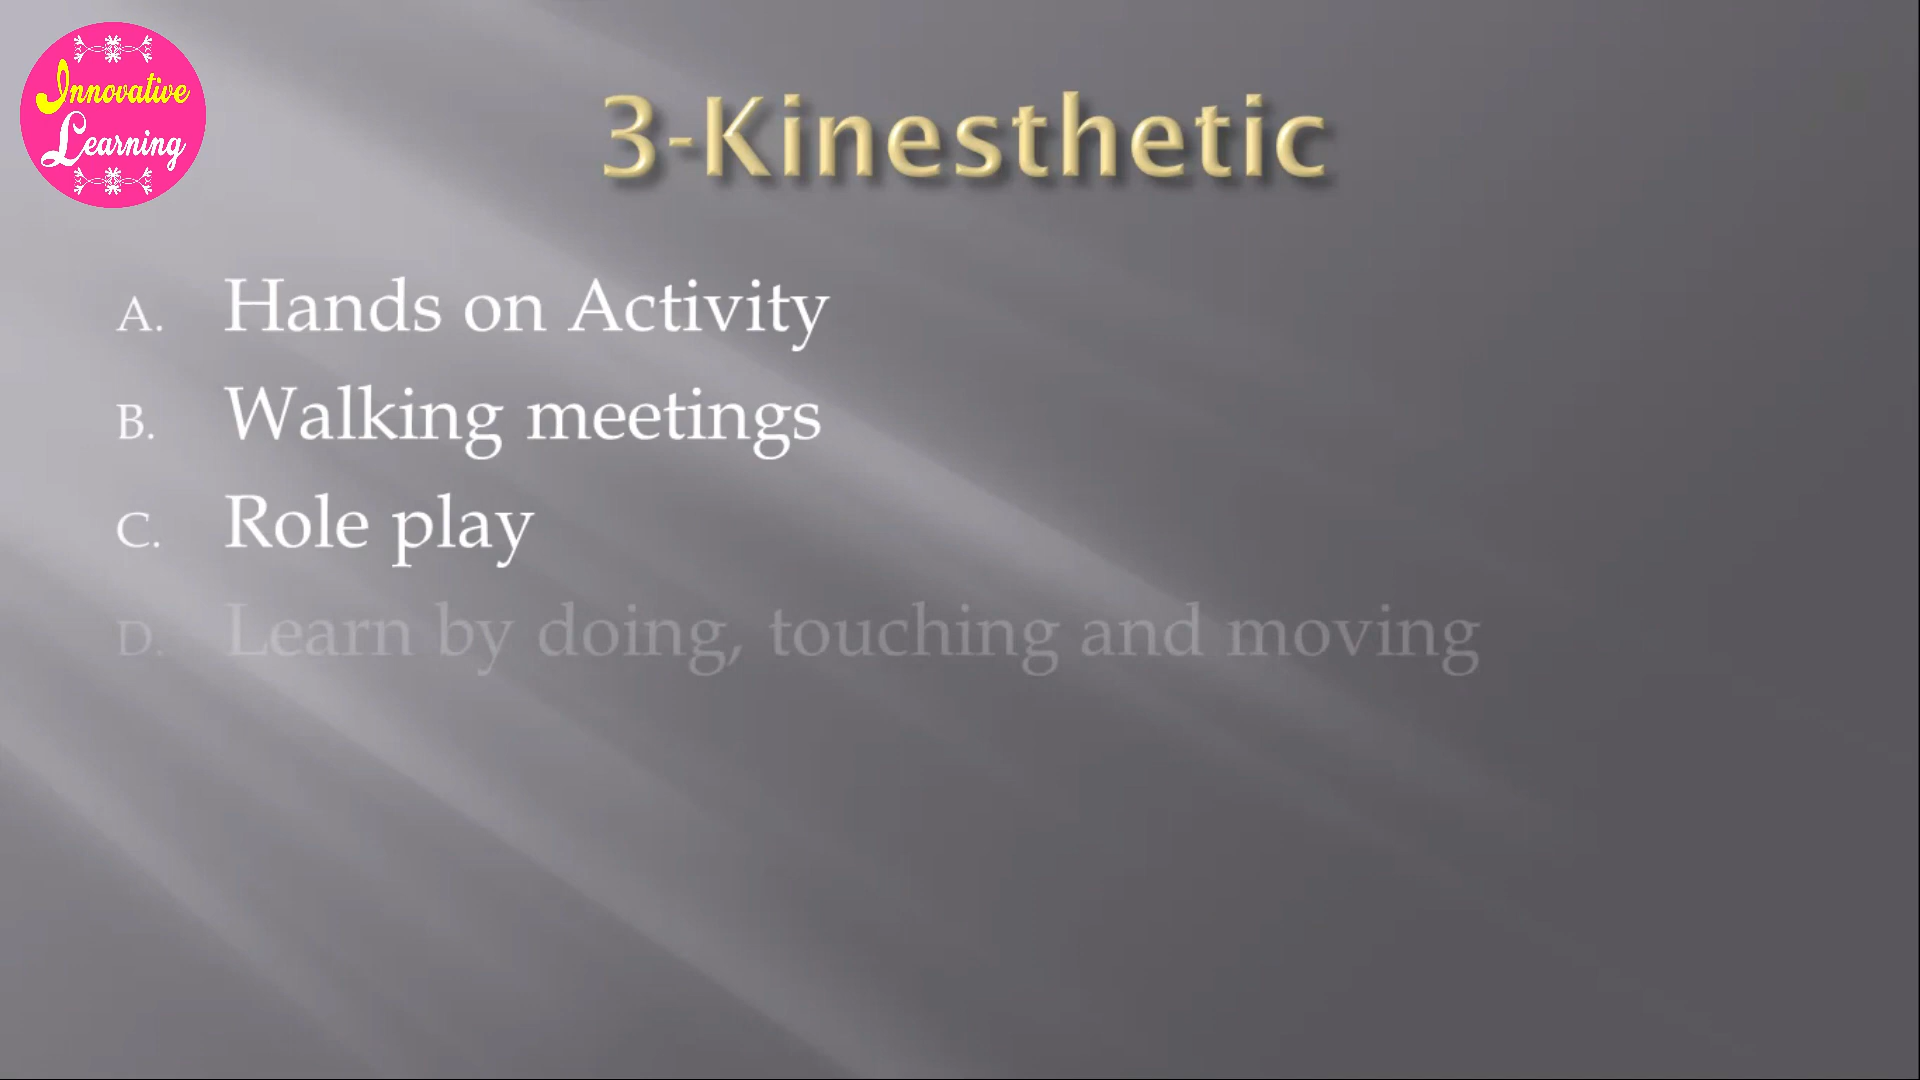 Innovative
Learning
3-Kinesthetic
A. Hands on Activity
B. Walking meetings
C. Role play
D. Learn by doing, touching and moving